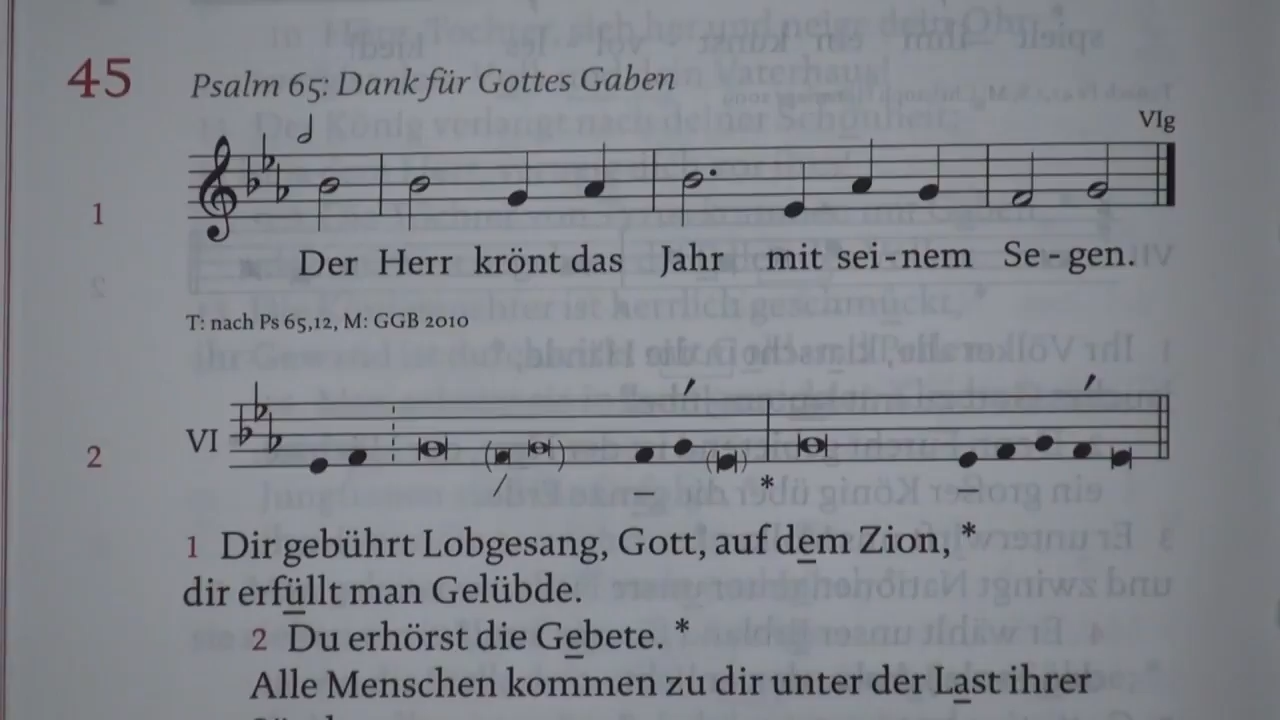 45 Psalm 65: Dank für Gottes Gaben
VIg
1
Der Herr krönt das Jahr mit sei-nem Se-gen.
T: nach Ps 65,12, M: GGB 2010
2 VI
*
1 Dir gebührt Lobgesang, Gott, auf dem Zion, *
dir erfüllt man Gelübde.
2 Du erhörst die Gebete. *
Alle Menschen kommen zu dir unter der Last ihrer